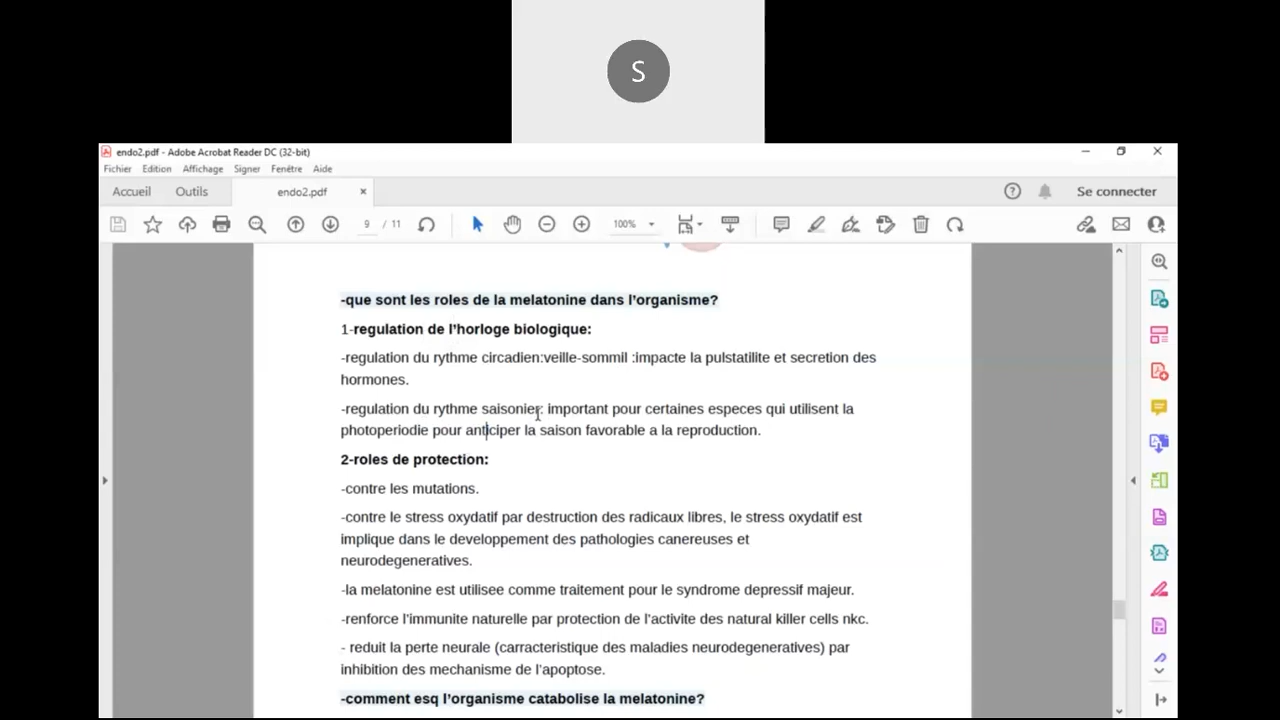 S
endo2.pdf - Adobe Acrobat Reader DC (32-bit)
Fichier Edition Affichage Signer Fenêtre Aide
Accueil Outils endo2.pdf × Se connecter
9 / 11 100%
-que sont les roles de la melatonine dans l’organisme?
1-regulation de l’horloge biologique:
-regulation du rythme circadien:veille-sommil :impacte la pulstatilite et secretion des
hormones.
-regulation du rythme saisonier: important pour certaines especes qui utilisent la
photoperiodie pour anticiper la saison favorable a la reproduction.
2-roles de protection:
-contre les mutations.
-contre le stress oxydatif par destruction des radicaux libres, le stress oxydatif est
implique dans le developpement des pathologies canereuses et
neurodegeneratives.
-la melatonine est utilisee comme traitement pour le syndrome depressif majeur.
-renforce l’immunite naturelle par protection de l’activite des natural killer cells nkc.
- reduit la perte neurale (carracteristique des maladies neurodegeneratives) par
inhibition des mechanisme de l’apoptose.
-comment esq l’organisme catabolise la melatonine?